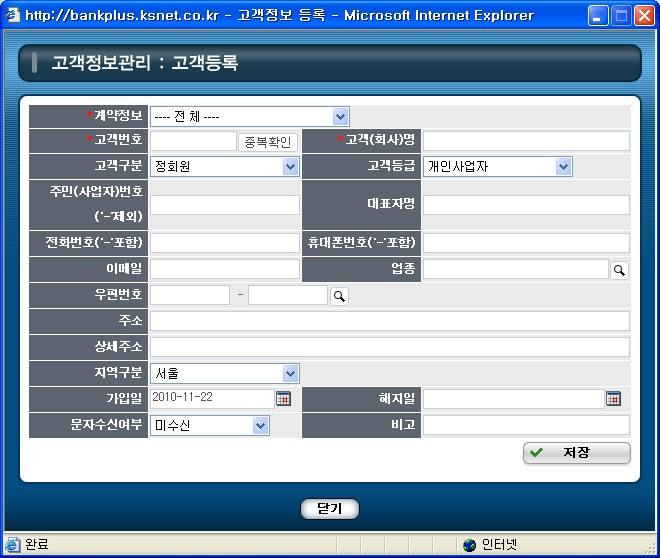 http://bankplus.ksnet.co.kr - 고객정보 등록 - Microsoft Internet Explorer
고객정보관리 : 고객등록
*계약정보 ---- 전 체 ----
*고객번호 중복확인 *고객(회사)명
고객구분 정회원 고객등급 개인사업자
주민(사업자)번호
('-'제외) 대표자명
전화번호('-'포함) 휴대폰번호('-'포함)
이메일 업종
우편번호 -
주소
상세주소
지역구분 서울
가입일 2010-11-22 해지일
문자수신여부 미수신 비고
저장
닫기
완료 인터넷